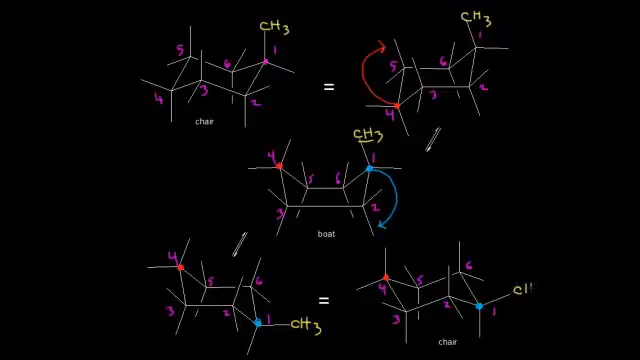 CH3
5 6 1
4 3 2
chair
=
CH3
1
5 6
4 3 2
CH3
4 1
5 6
3 2
boat
4
5 6
3 2 1 CH3
=
6
4 5
3 2 1
chair